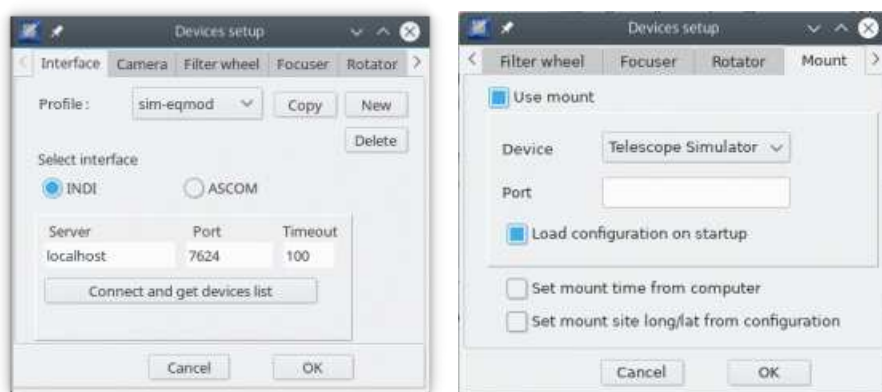 Devices setup
Interface Camera Filter wheel Focuser Rotator
Profile : sim-eqmod Copy New
Delete
Select interface
INDI ASCOM
Server Port Timeout
localhost 7624 100
Connect and get devices list
Cancel OK
Devices setup
Filter wheel Focuser Rotator Mount
Use mount
Device Telescope Simulator
Port
Load configuration on startup
Set mount time from computer
Set mount site long/lat from configuration
Cancel OK